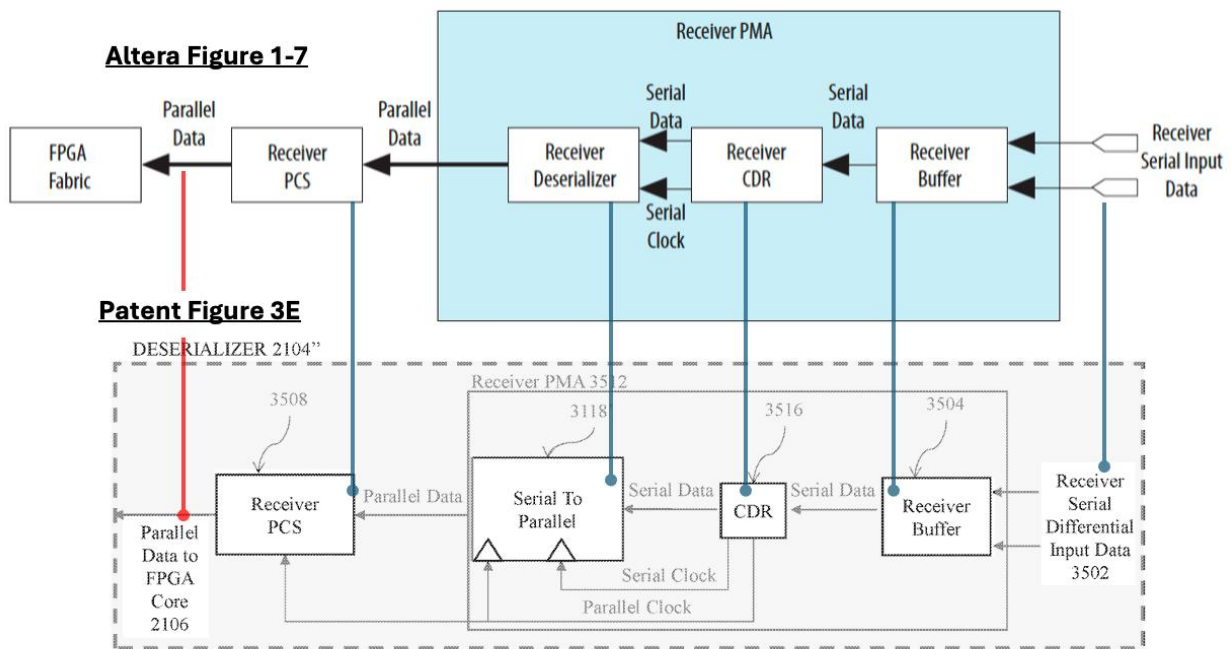 Receiver PMA
Altera Figure 1-7
Parallel
Data
Parallel
Data
Serial
Data
Serial
Data
FPGA
Fabric
Receiver
PCS
Receiver
Deserializer
Receiver
CDR
Receiver
Buffer
Receiver
Serial Input
Data
Serial
Clock
Patent Figure 3E
DESERIALIZER 2104”
Receiver PMA 3512
3508
3118
3516
3504
Receiver
PCS
Parallel Data
Serial To
Parallel
Serial Data
CDR
Serial Data
Receiver
Buffer
Receiver
Serial
Differential
Input Data
3502
Parallel
Data to
FPGA
Core
2106
Serial Clock
Parallel Clock